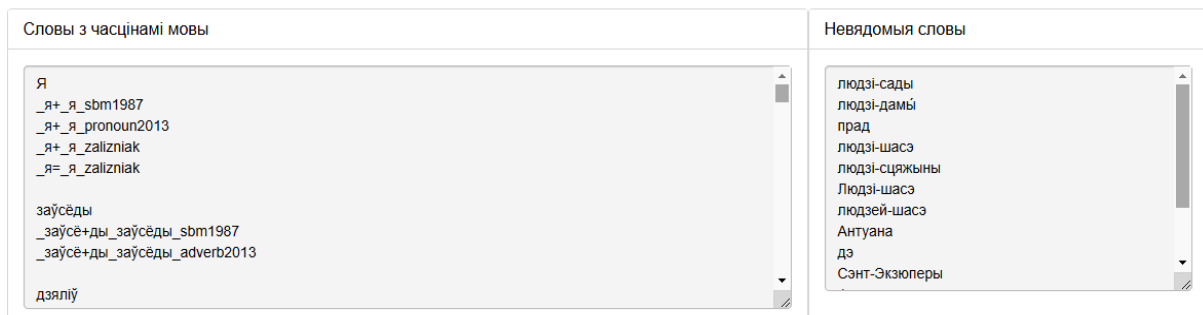 Словы з часцінамі мовы
Я
_я+_я_sbm1987
_я+_я_pronoun2013
_я+_я_zalizniak
_я=_я_zalizniak
заўсёды
_заўсё+ды_заўсёды_sbm1987
_заўсё+ды_заўсёды_adverb2013
дзяліў
Невядомыя словы
людзі-сады
людзі-дамы́
прад
людзі-шасэ
людзі-сцяжыны
Людзі-шасэ
людзей-шасэ
Антуана
дэ
Сэнт-Экзюперы